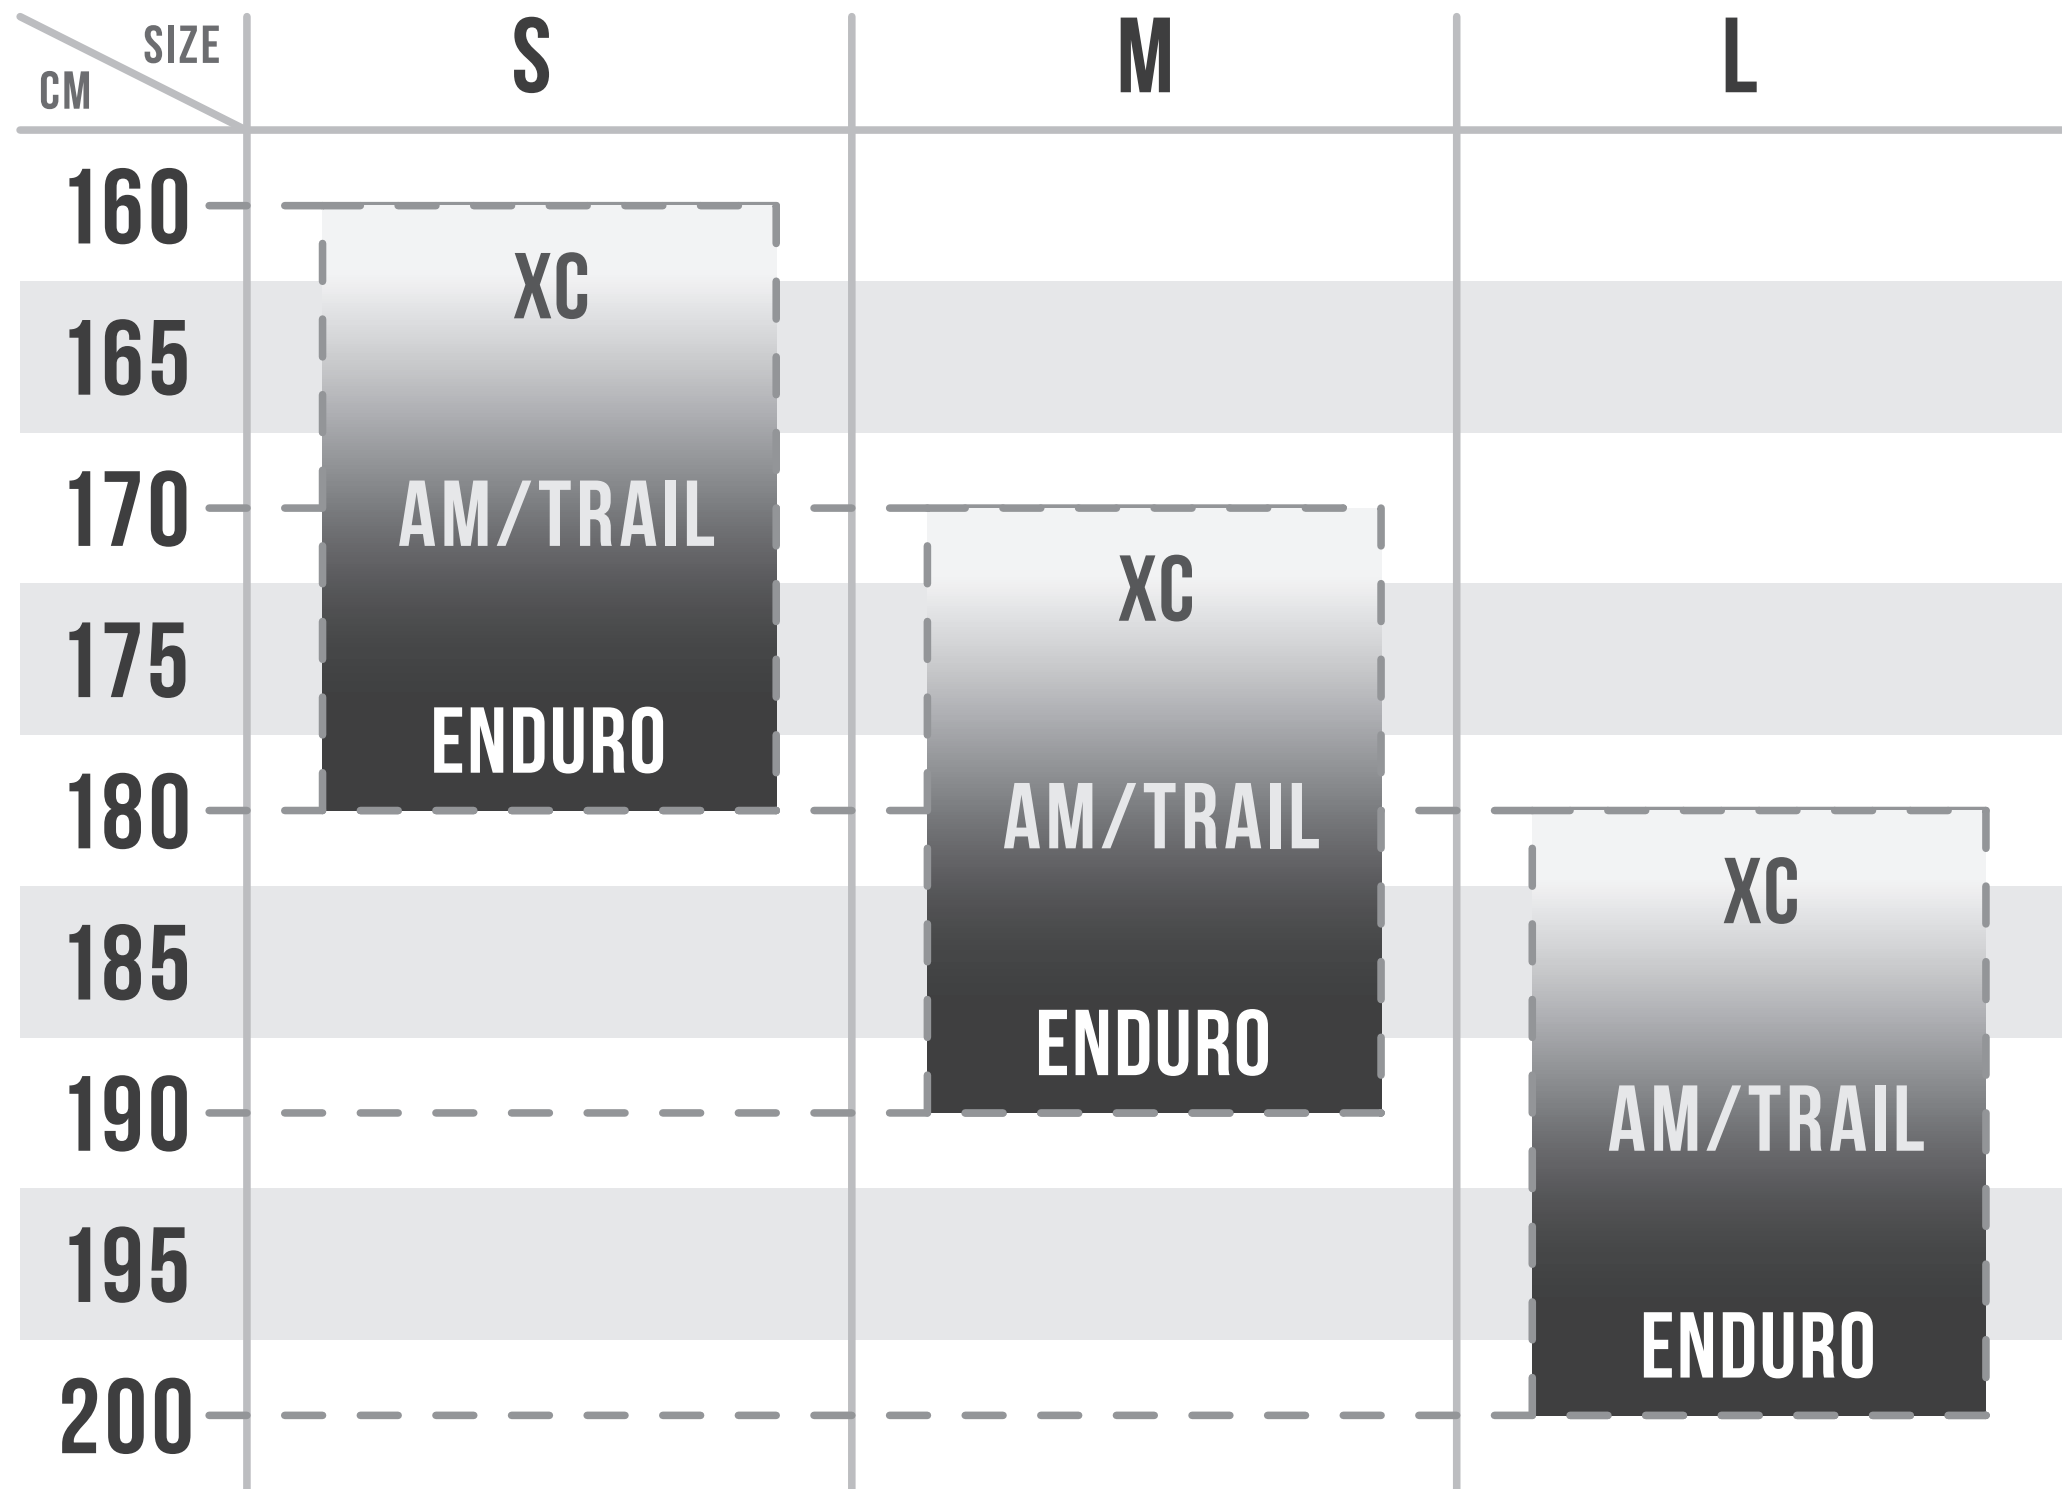 SIZE
CM
S M L
160
XC
165
170 AM/TRAIL
XC
175
ENDURO
180 AM/TRAIL
XC
185
ENDURO
190 AM/TRAIL
195
ENDURO
200